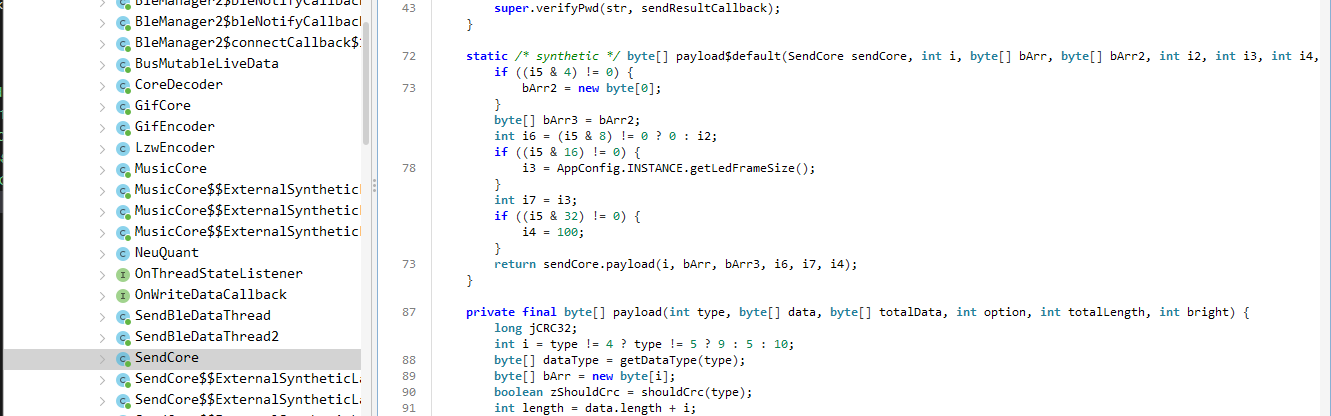 BleManager2$bleNotifyCallbac
BleManager2$bleNotifyCallbac
BleManager2$connectCallback$
BusMutableLiveData
CoreDecoder
GifCore
GifEncoder
LzwEncoder
MusicCore
MusicCore$$ExternalSyntheticL
MusicCore$$ExternalSyntheticL
MusicCore$$ExternalSyntheticL
NeuQuant
OnThreadStateListener
OnWriteDataCallback
SendBleDataThread
SendBleDataThread2
SendCore
SendCore$$ExternalSyntheticLa
SendCore$$ExternalSyntheticLa
43 super.verifyPwd(str, sendResultCallback);
}
72 static /* synthetic */ byte[] payload$default(SendCore sendCore, int i, byte[] bArr, byte[] bArr2, int i2, int i3, int i4,
if ((i5 & 4) != 0) {
73 bArr2 = new byte[0];
}
byte[] bArr3 = bArr2;
int i6 = (i5 & 8) != 0 ? 0 : i2;
if ((i5 & 16) != 0) {
78 i3 = AppConfig.INSTANCE.getLedFrameSize();
}
int i7 = i3;
if ((i5 & 32) != 0) {
i4 = 100;
}
73 return sendCore.payload(i, bArr, bArr3, i6, i7, i4);
}
87 private final byte[] payload(int type, byte[] data, byte[] totalData, int option, int totalLength, int bright) {
long jCRC32;
int i = type != 4 ? type != 5 ? 9 : 5 : 10;
88 byte[] dataType = getDataType(type);
89 byte[] bArr = new byte[i];
90 boolean zShouldCrc = shouldCrc(type);
91 int length = data.length + i;